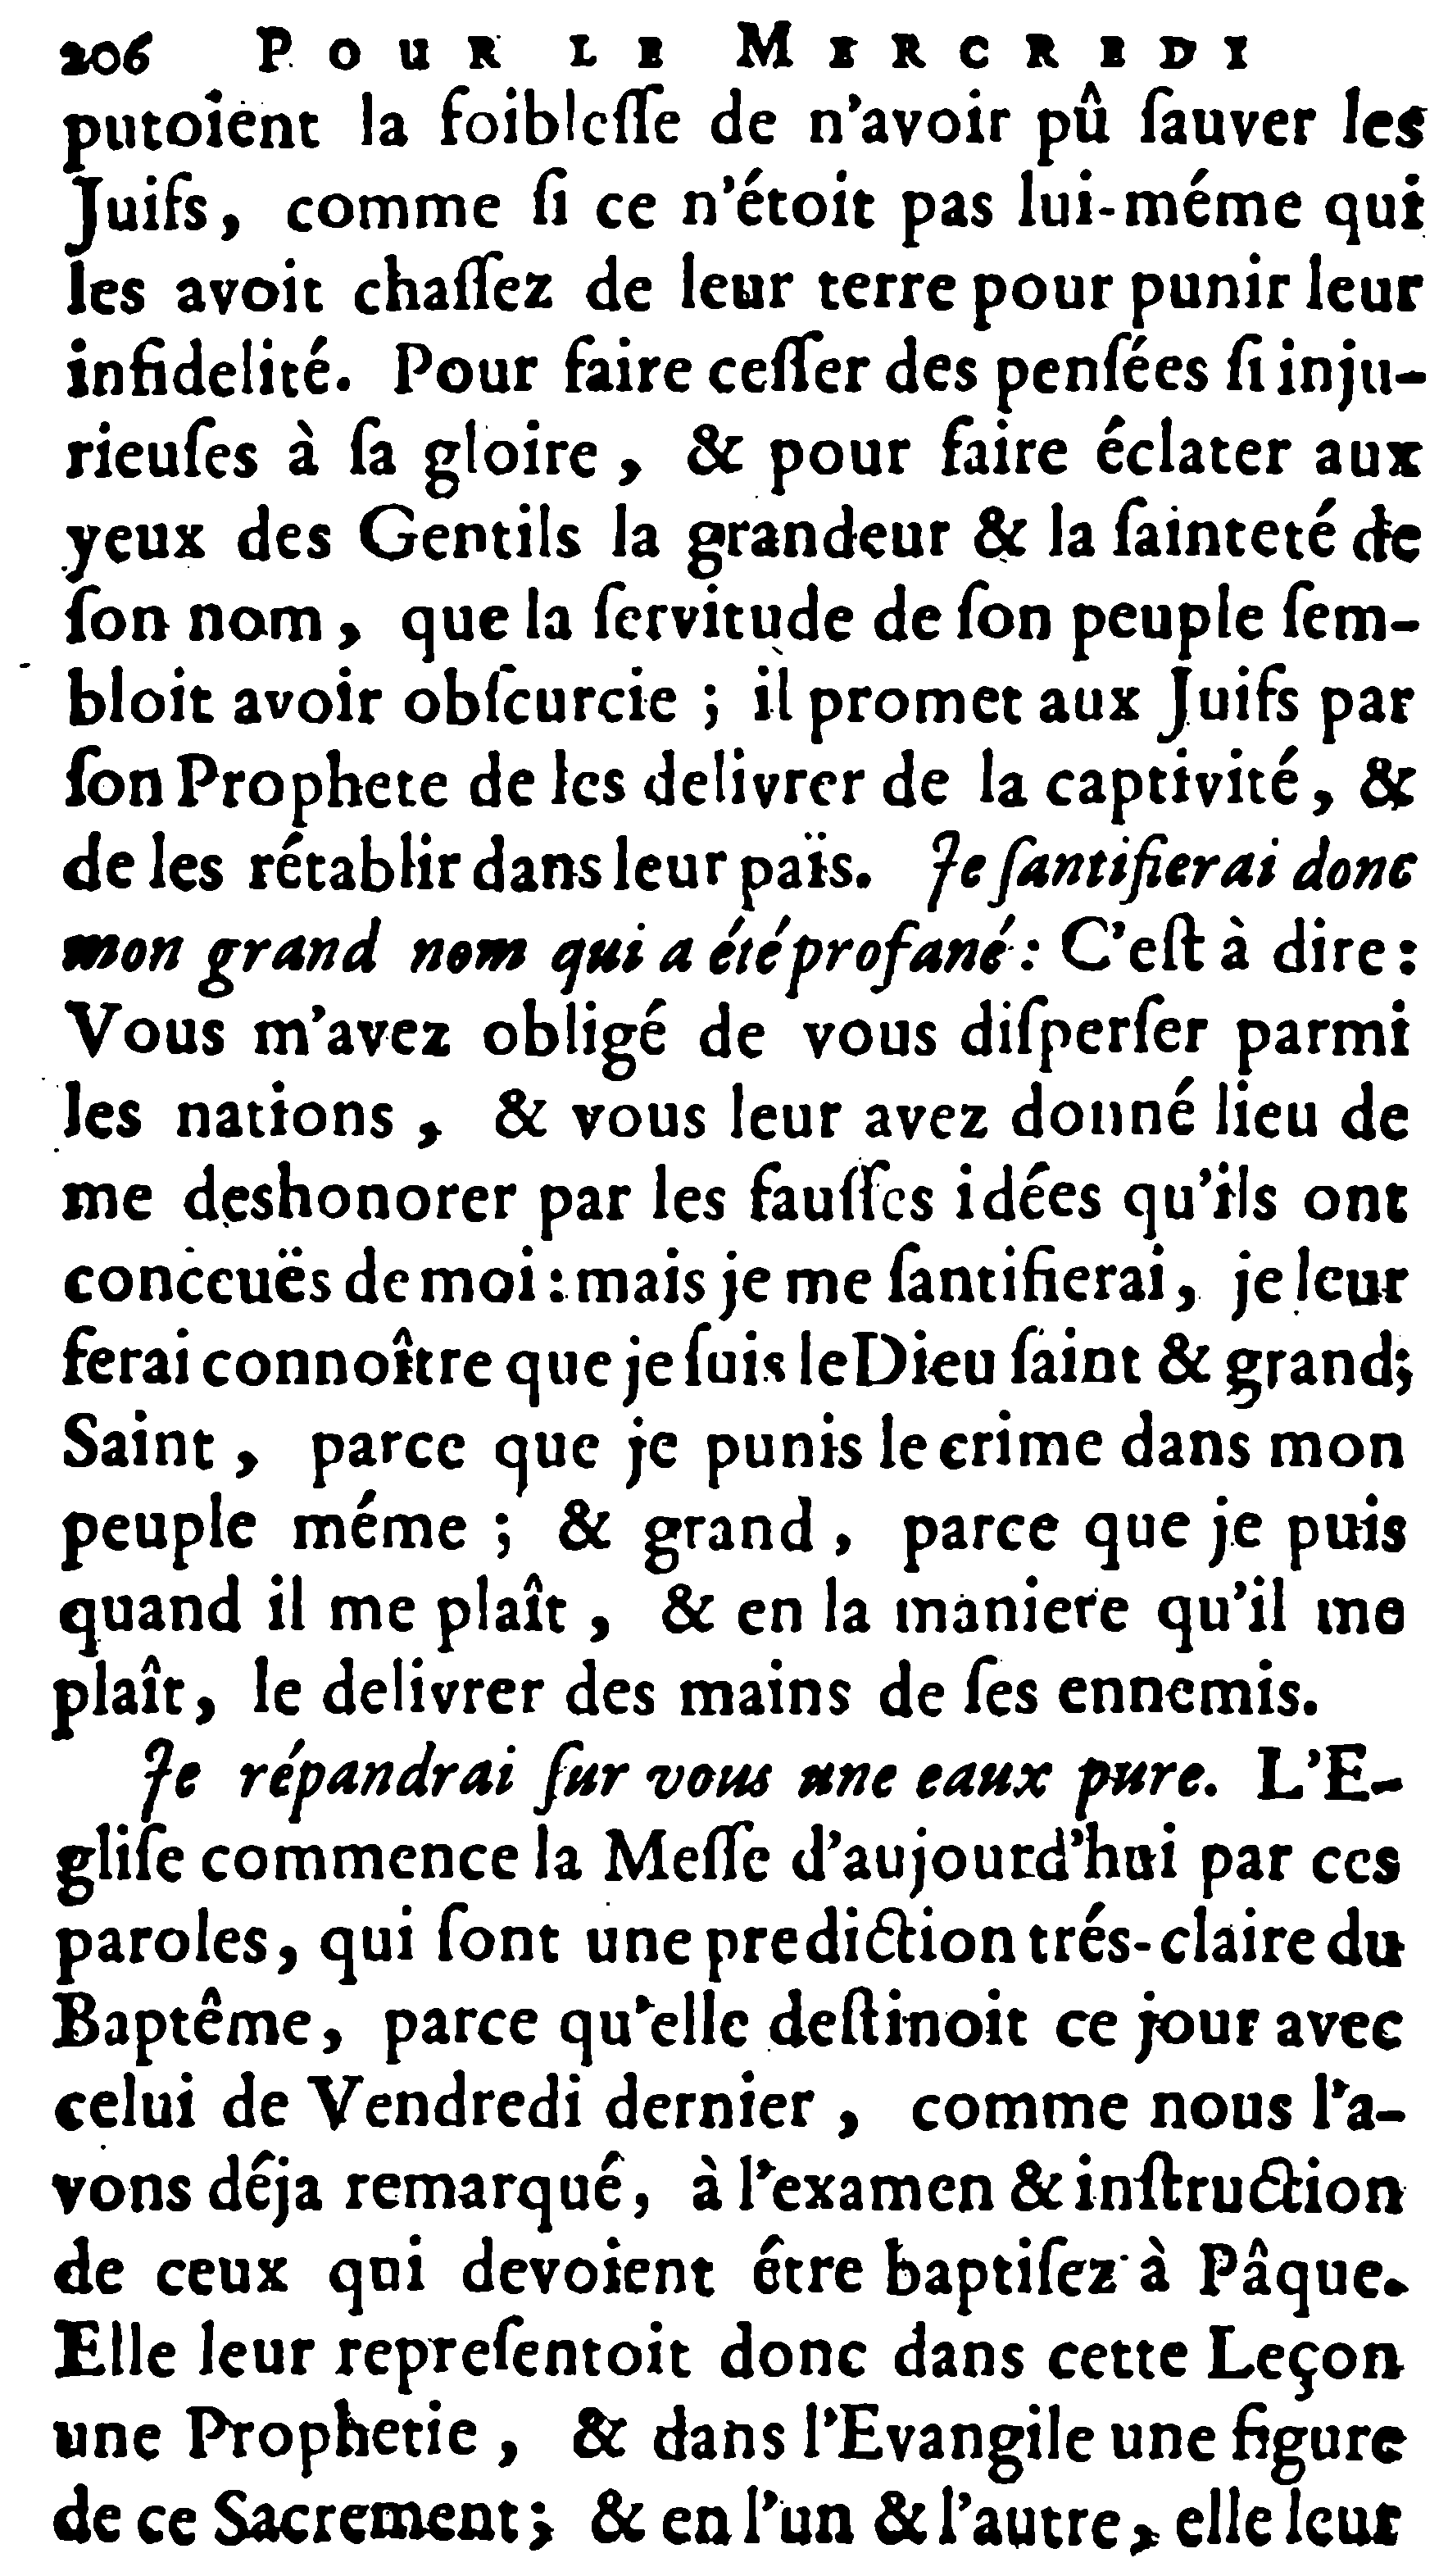 206 POUR LE MERCREDI
putoient la foiblesse de n'avoir pû ſauver les
Juifs, comme ſi ce n'étoit pas lui-méme qui
les avoit chaſſez de leur terre pour punir leur
infidelité. Pour faire ceſſer des penſées ſi inju-
rieuſes à ſa gloire, & pour faire éclater aux
yeux des Gentils la grandeur & la ſainteté de
ſon nom, que la ſervitude de ſon peuple ſem-
bloit avoir obſcurcie ; il promet aux Juifs par
ſon Prophete de les delivrer de la captivité, &
de les rétablir dans leur païs. Je ſantifierai donc
mon grand nom qui a été profané : C'eſt à dire :
Vous m'avez obligé de vous diſperſer parmi
les nations, & vous leur avez donné lieu de
me deshonorer par les fauſſes idées qu'ils ont
conccuës de moi : mais je me ſantifierai, je leur
ferai connoître que je ſuis le Dieu ſaint & grand;
Saint, parce que je punis le crime dans mon
peuple méme ; & grand, parce que je puis
quand il me plaît, & en la maniere qu'il me
plaît, le delivrer des mains de ſes ennemis.
Je répandrai ſur vous une eaux pure. L'E-
gliſe commence la Meſſe d'aujourd'hui par ces
paroles, qui ſont une prediction trés-claire du
Baptême, parce qu'elle deſtinoit ce jour avec
celui de Vendredi dernier, comme nous l'a-
vons déja remarqué, à l'examen & inſtruction
de ceux qui devoient étre baptiſez à Pâque.
Elle leur repreſentoit donc dans cette Leçon
une Prophetie, & dans l'Evangile une figure
de ce Sacrement; & en l'un & l'autre, elle leur